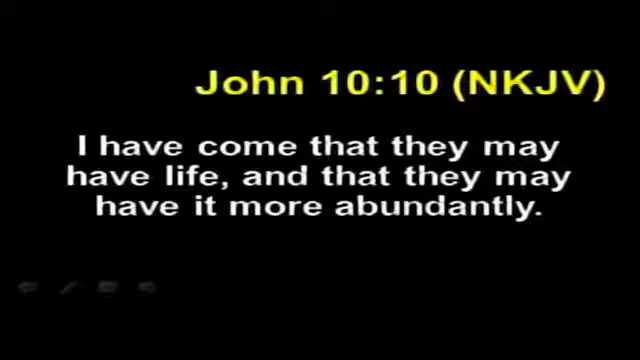 John 10:10 (NKJV)
I have come that they may
have life, and that they may
have it more abundantly.